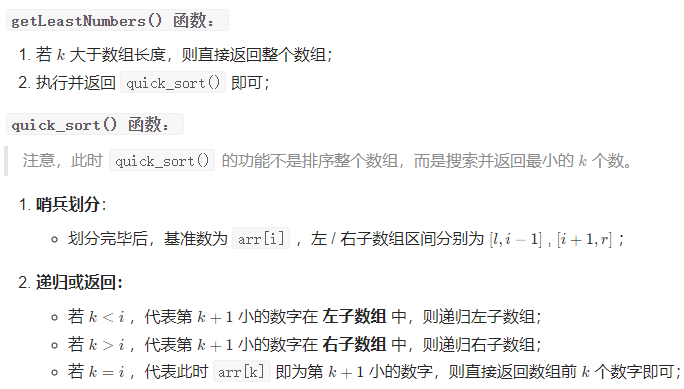 getLeastNumbers() 函数：
1. 若 k 大于数组长度，则直接返回整个数组；
2. 执行并返回 quick_sort() 即可；
quick_sort() 函数：
注意，此时 quick_sort() 的功能不是排序整个数组，而是搜索并返回最小的 k 个数。
1. 哨兵划分：
划分完毕后，基准数为 arr[i] ，左 / 右子数组区间分别为 [l, i − 1] , [i + 1, r] ；
2. 递归或返回：
若 k < i ，代表第 k + 1 小的数字在 左子数组 中，则递归左子数组；
若 k > i ，代表第 k + 1 小的数字在 右子数组 中，则递归右子数组；
若 k = i ，代表此时 arr[k] 即为第 k + 1 小的数字，则直接返回数组前 k 个数字即可；